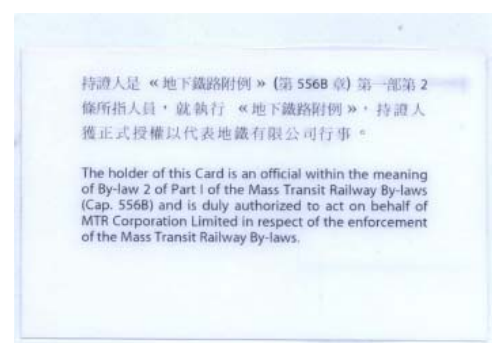 持證人是 «地下鐵路附例» (第 556B 章) 第一部第 2
條所指人員，就執行 «地下鐵路附例»，持證人
獲正式授權以代表地鐵有限公司行事。
The holder of this Card is an official within the meaning
of By-law 2 of Part I of the Mass Transit Railway By-laws
(Cap. 556B) and is duly authorized to act on behalf of
MTR Corporation Limited in respect of the enforcement
of the Mass Transit Railway By-laws.